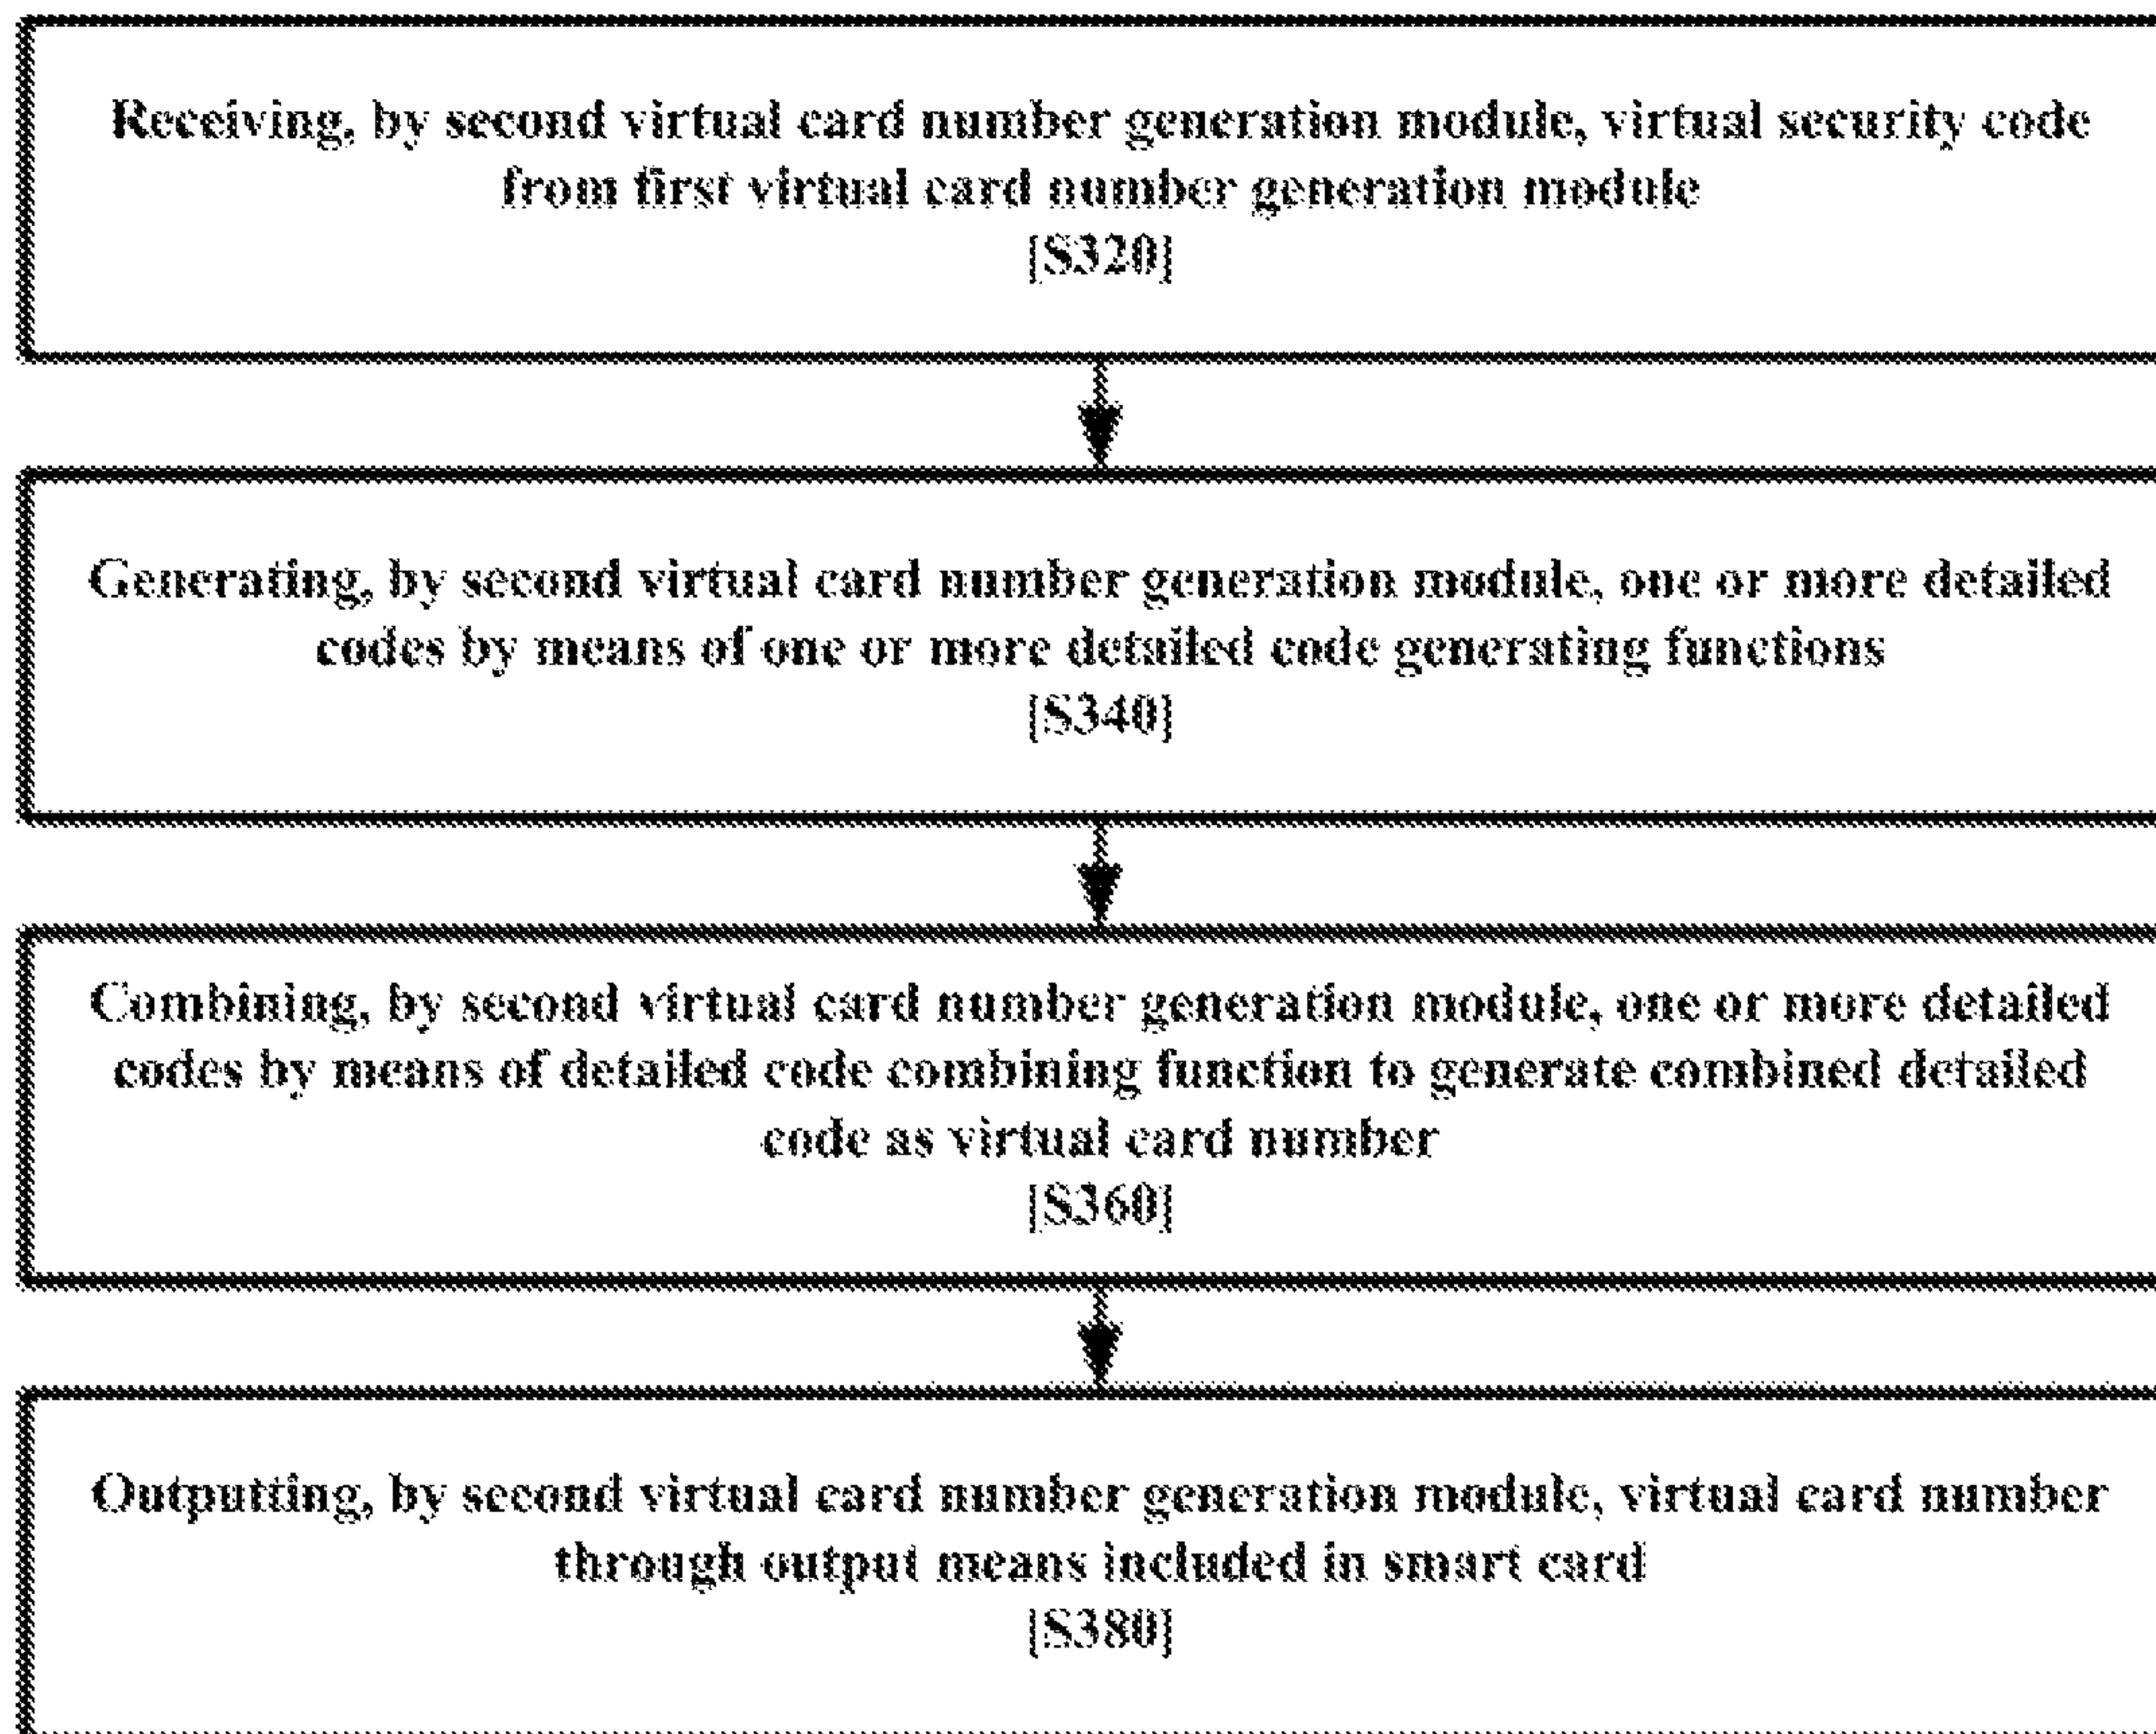 Receiving, by second virtual card number generation module, virtual security code
from first virtual card number generation module
[S320]
Generating, by second virtual card number generation module, one or more detailed
codes by means of one or more detailed code generating functions
[S340]
Combining, by second virtual card number generation module, one or more detailed
codes by means of detailed code combining function to generate combined detailed
code as virtual card number
[S360]
Outputting, by second virtual card number generation module, virtual card number
through output means included in smart card
[S380]